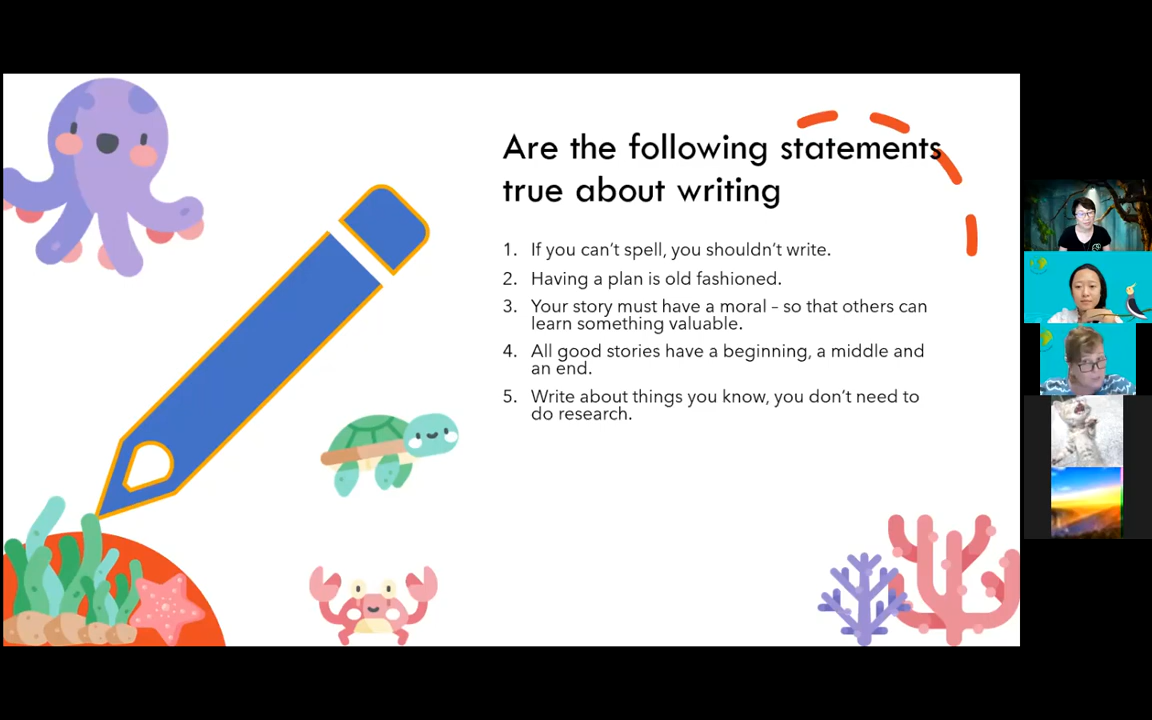 Are the following statements
true about writing
1. If you can't spell, you shouldn't write.
2. Having a plan is old fashioned.
3. Your story must have a moral – so that others can
learn something valuable.
4. All good stories have a beginning, a middle and
an end.
5. Write about things you know, you don't need to
do research.